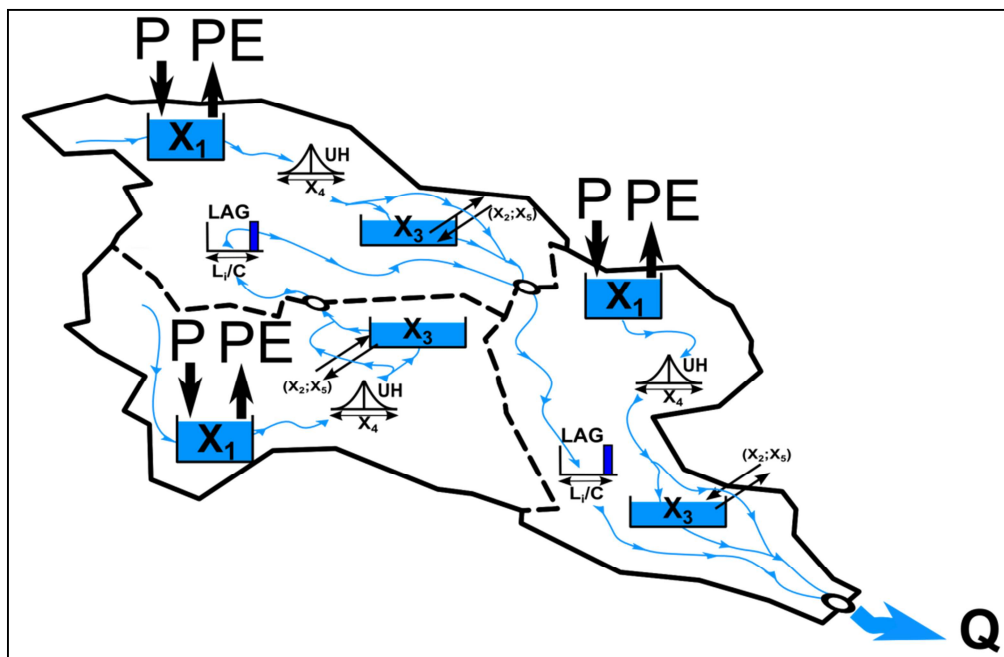 P PE
X1
UH
X4
LAG
Li/C
X3
(X2;X5)
P PE
X1
UH
X4
P PE
X1
X3
(X2;X5)
UH
X4
LAG
Li/C
X3
(X2;X5)
Q